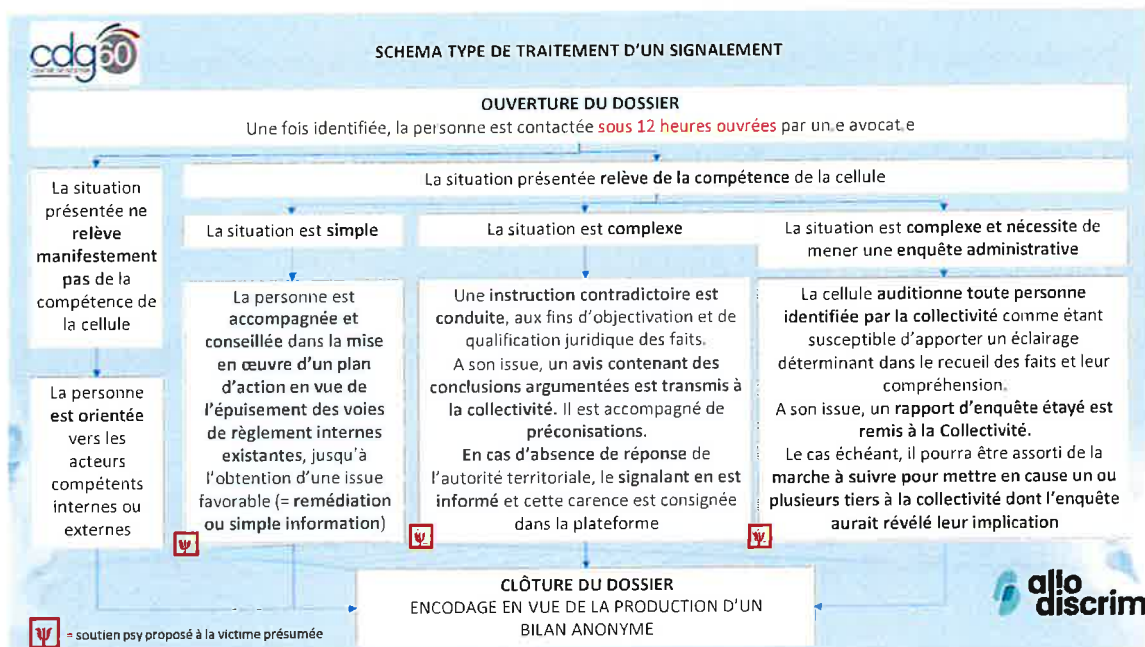 cdg60
SCHEMA TYPE DE TRAITEMENT D'UN SIGNALEMENT
OUVERTURE DU DOSSIER
Une fois identifiée, la personne est contactée sous 12 heures ouvrées par un.e avocat.e
La situation
présentée ne
relève
manifestement
pas de la
compétence de
la cellule
La personne
est orientée
vers les
acteurs
compétents
internes ou
externes
La situation présentée relève de la compétence de la cellule
La situation est simple
La personne est
accompagnée et
conseillée dans la mise
en œuvre d'un plan
d'action en vue de
l'épuisement des voies
de règlement internes
existantes, jusqu'à
l'obtention d'une issue
favorable (= remédiation
ou simple information)
Ψ
La situation est complexe
Une instruction contradictoire est
conduite, aux fins d'objectivation et de
qualification juridique des faits.
A son issue, un avis contenant des
conclusions argumentées est transmis à
la collectivité. Il est accompagné de
préconisations.
En cas d'absence de réponse de
l'autorité territoriale, le signalant en est
informé et cette carence est consignée
dans la plateforme
Ψ
La situation est complexe et nécessite de
mener une enquête administrative
La cellule auditionne toute personne
identifiée par la collectivité comme étant
susceptible d'apporter un éclairage
déterminant dans le recueil des faits et leur
compréhension.
A son issue, un rapport d'enquête étayé est
remis à la Collectivité.
Le cas échéant, il pourra être assorti de la
marche à suivre pour mettre en cause un ou
plusieurs tiers à la collectivité dont l'enquête
aurait révélé leur implication
Ψ
CLÔTURE DU DOSSIER
ENCODAGE EN VUE DE LA PRODUCTION D'UN
BILAN ANONYME
Ψ = soutien psy proposé à la victime présumée
allo
discrim